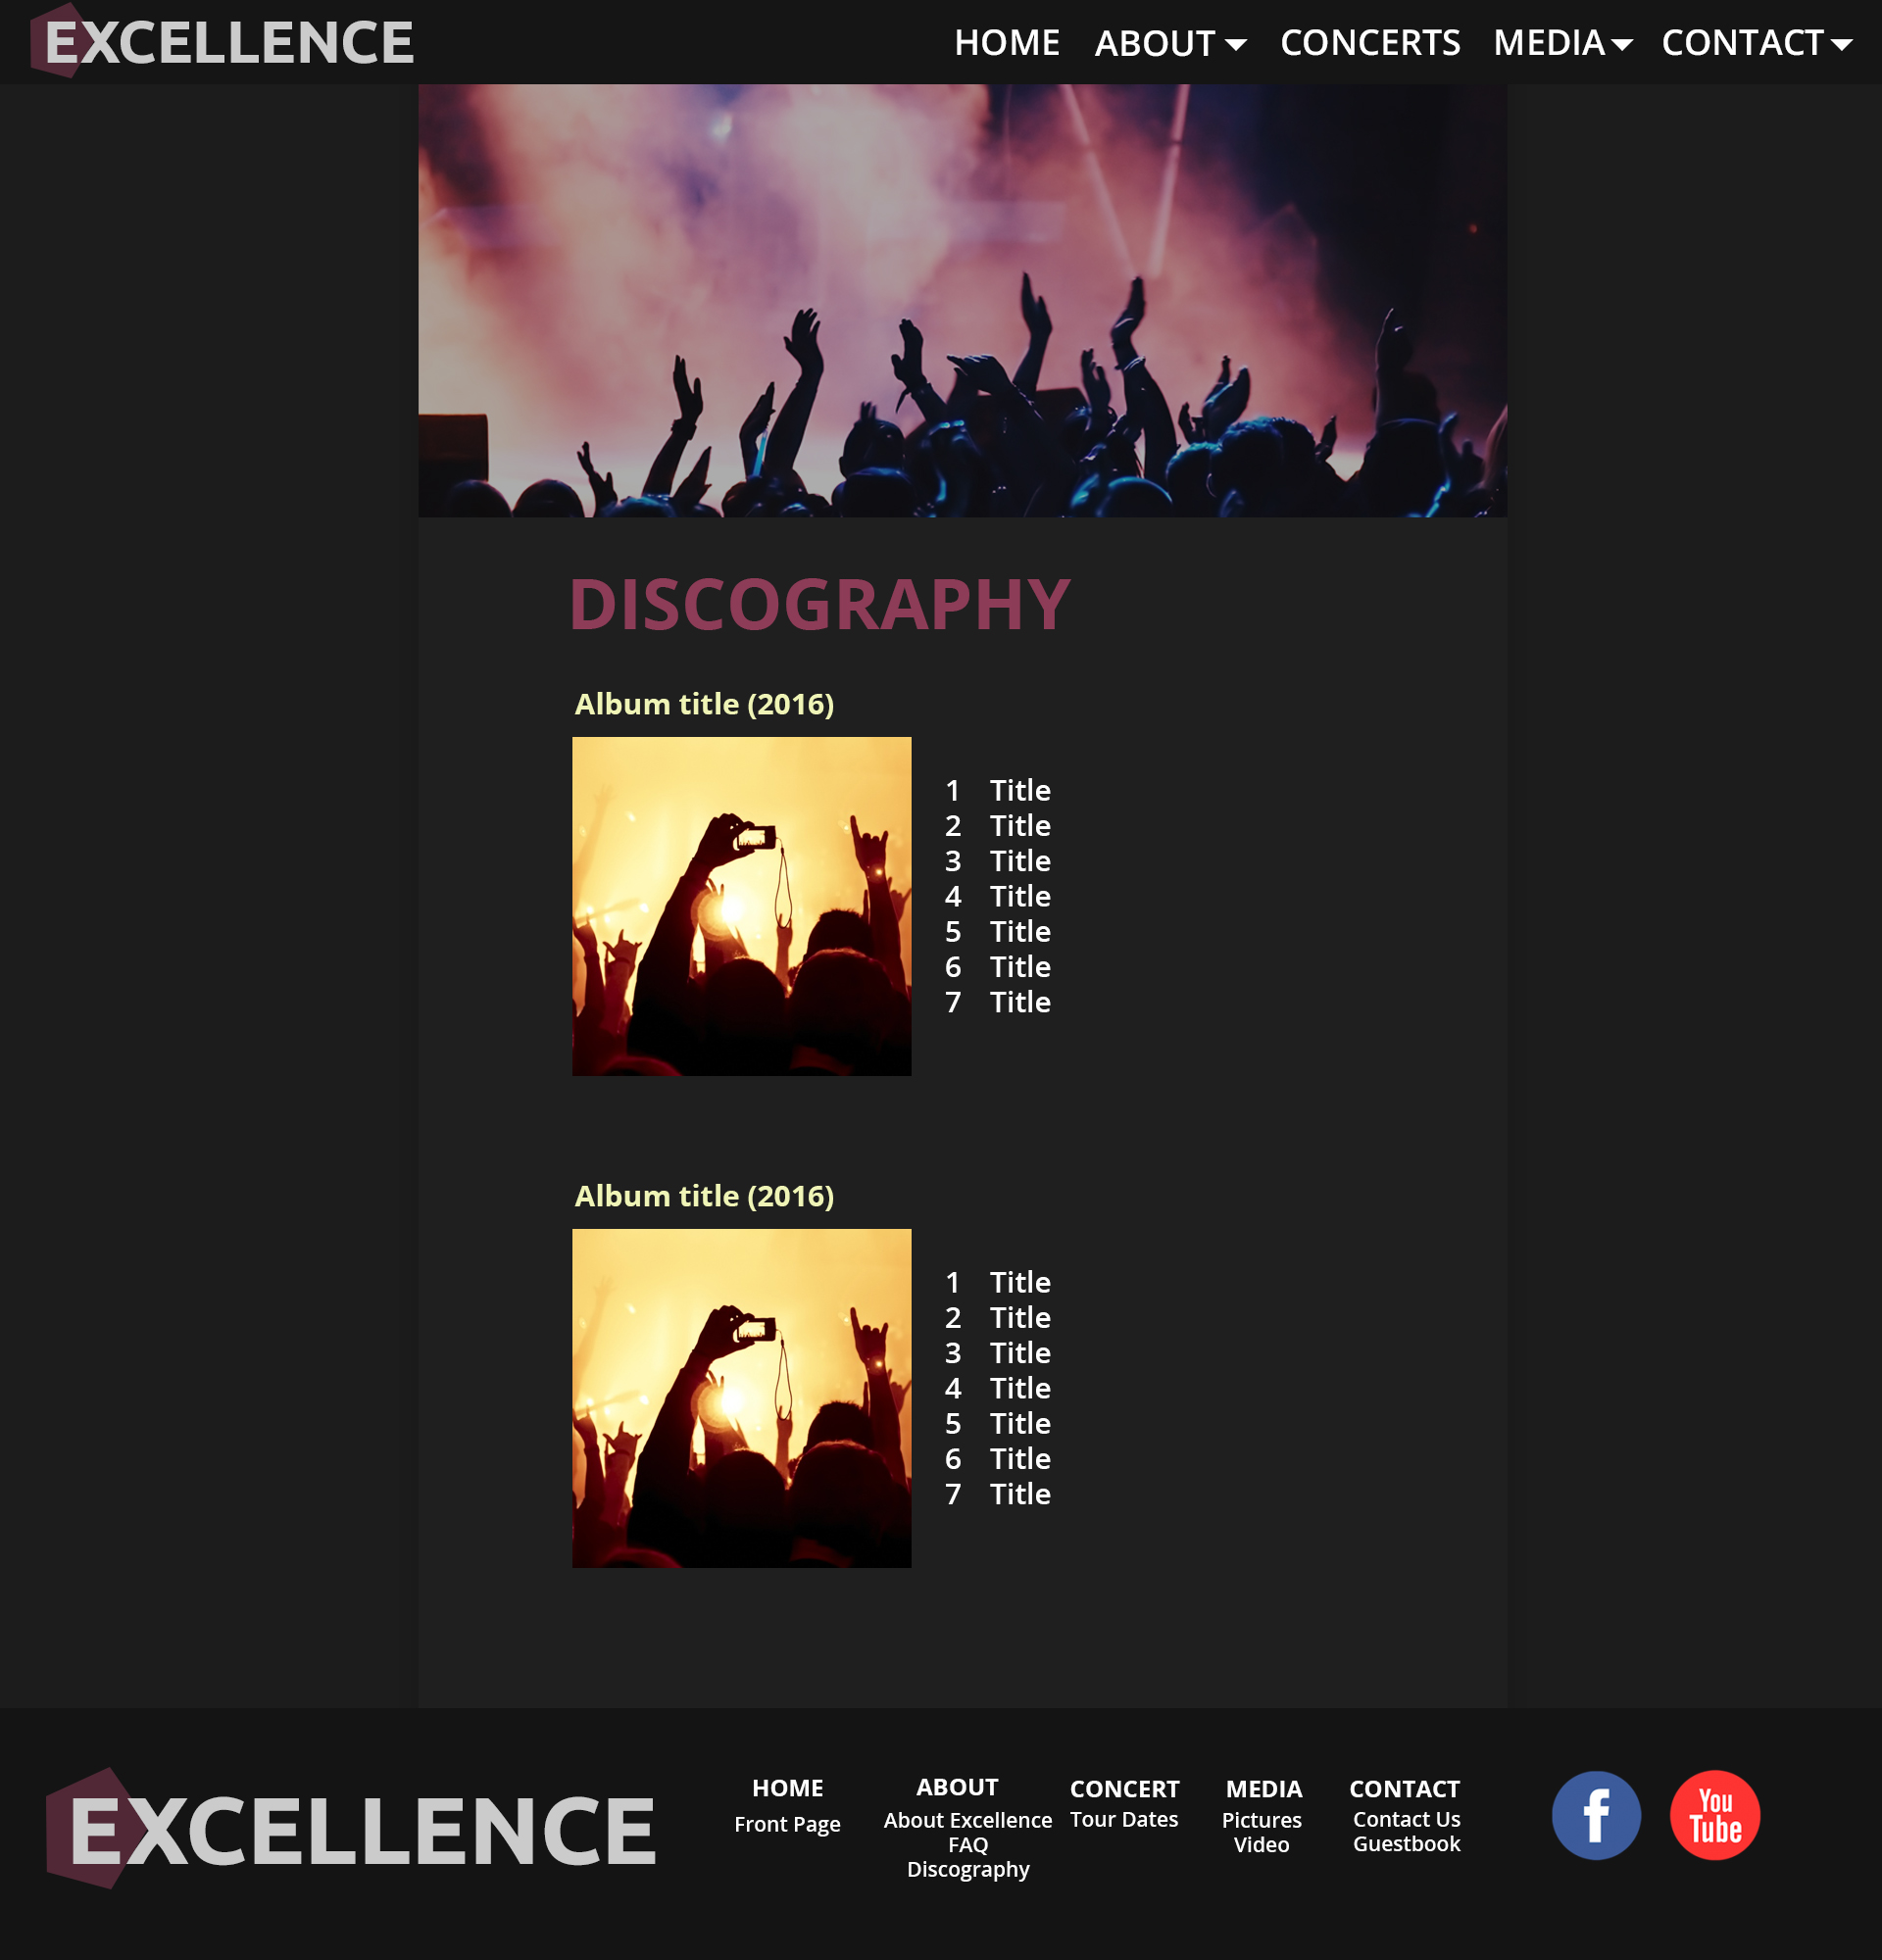 EXCELLENCE
HOME ABOUT CONCERTS MEDIA CONTACT
DISCOGRAPHY
Album title (2016)
1 Title
2 Title
3 Title
4 Title
5 Title
6 Title
7 Title
Album title (2016)
1 Title
2 Title
3 Title
4 Title
5 Title
6 Title
7 Title
EXCELLENCE
HOME
Front Page
ABOUT
About Excellence
FAQ
Discography
CONCERT
Tour Dates
MEDIA
Pictures
Video
CONTACT
Contact Us
Guestbook
f
You
Tube